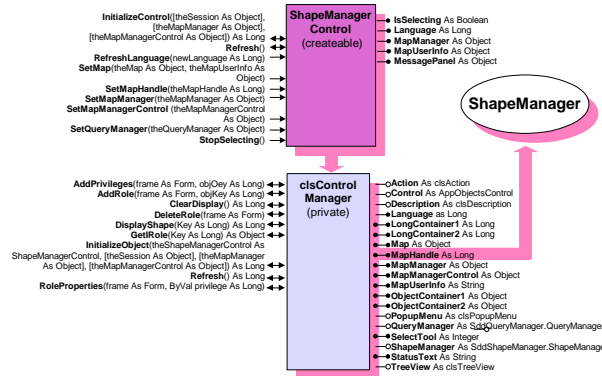 InitializeControl([theSession As Object],
[theMapManager As Object],
[theMapManagerControl As Object]) As Long
Refresh()
RefreshLanguage(newLanguage As Long)
SetMap(theMap As Object, theMapUserInfo As
Object)
SetMapHandle(theMapHandle As Long)
SetMapManager(theMapManager As Object)
SetMapManagerControl (theMapManagerControl
As Object)
SetQueryManager(theQueryManager As Object)
StopSelecting()
ShapeManager
Control
(createable)
IsSelecting As Boolean
Language As Long
MapManager As Object
MapUserInfo As Object
MessagePanel As Object
ShapeManager
AddPrivileges(frame As Form, objOey As Long) As Long
AddRole(frame As Form, objKey As Long) As Long
ClearDisplay() As Long
DeleteRole(frame As Form)
DisplayShape(Key As Long) As Long
GetIRole(Key As Long) As Object
InitializeObject(theShapeManagerControl As
ShapeManagerControl, [theSession As Object], [theMapManager
As Object], [theMapManagerControl As Object]) As Long
Refresh() As Long
RoleProperties(frame As Form, ByVal privilege As Long)
clsControl
Manager
(private)
Action As clsAction
Control As AppObjectsControl
Description As clsDescription
Language as Long
LongContainer1 As Long
LongContainer2 As Long
Map As Object
MapHandle As Long
MapManager As Object
MapManagerControl As Object
MapUserInfo As String
ObjectContainer1 As Object
ObjectContainer2 As Object
PopupMenu As clsPopupMenu
QueryManager As SddQueryManager.QueryManager
SelectTool As Integer
ShapeManager As SddShapeManager.ShapeManager
StatusText As String
TreeView As clsTreeView